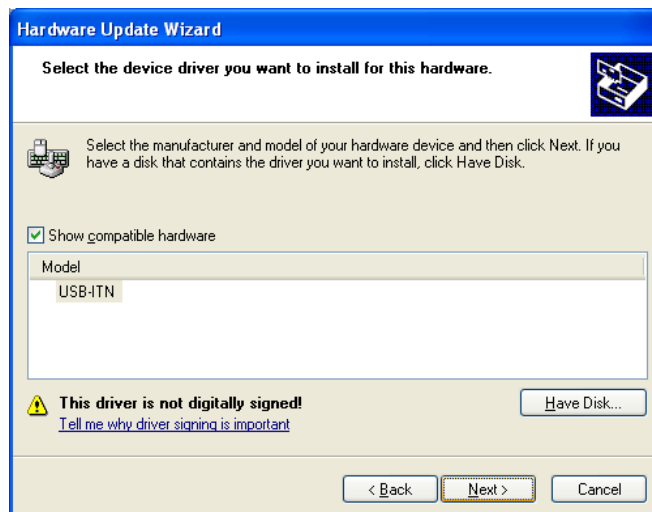 Hardware Update Wizard
Select the device driver you want to install for this hardware.
Select the manufacturer and model of your hardware device and then click Next. If you
have a disk that contains the driver you want to install, click Have Disk.
Show compatible hardware
Model
USB-ITN
This driver is not digitally signed!
Have Disk...
Tell me why driver signing is important
< Back
Next >
Cancel